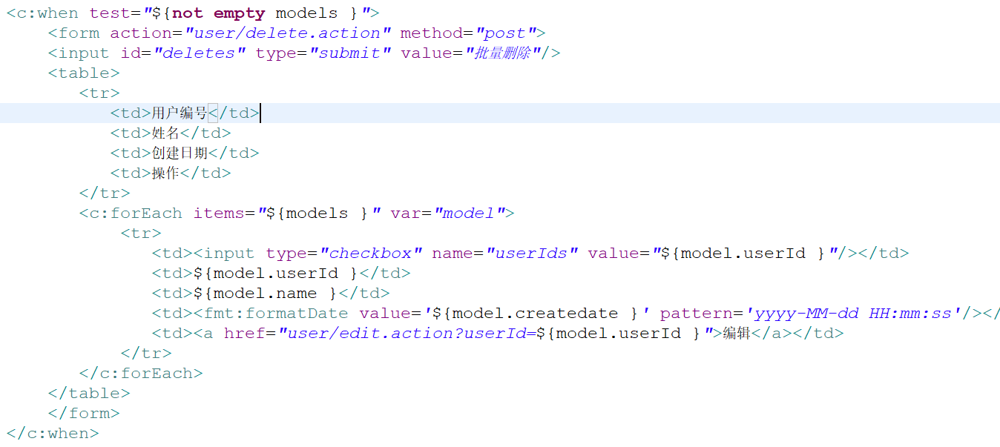 <c:when test="${not empty models }">
<form action="user/delete.action" method="post">
<input id="deletes" type="submit" value="批量删除"/>
<table>
<tr>
<td>用户编号</td>
<td>姓名</td>
<td>创建日期</td>
<td>操作</td>
</tr>
<c:forEach items="${models }" var="model">
<tr>
<td><input type="checkbox" name="userIds" value="${model.userId }"/></td>
<td>${model.userId }</td>
<td>${model.name }</td>
<td><fmt:formatDate value='${model.createdate }' pattern='yyyy-MM-dd HH:mm:ss'/></
<td><a href="user/edit.action?userId=${model.userId }">编辑</a></td>
</tr>
</c:forEach>
</table>
</form>
</c:when>